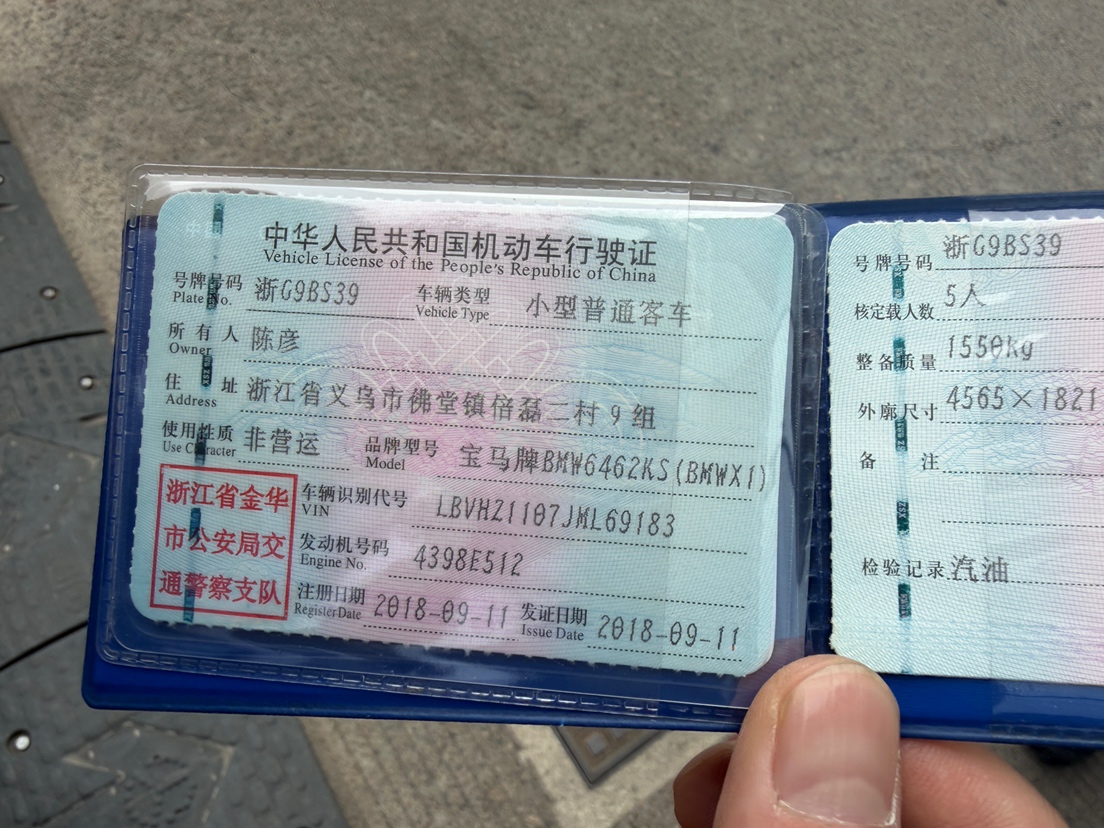 中华人民共和国机动车行驶证
Vehicle License of the People's Republic of China
号牌号码 浙G9BS39 车辆类型 小型普通客车
Plate No. Vehicle Type
所有人 陈彦
Owner
住址 浙江省义乌市佛堂镇倍磊二村9组
Address
使用性质 非营运 品牌型号 宝马牌BMW6462KS(BMWX1)
Use Character Model
浙江省金华
市公安局交
通警察支队
车辆识别代号 LBVHZ1107JML69183
VIN
发动机号码 4398E512
Engine No.
注册日期 2018-09-11 发证日期 2018-09-11
Register Date Issue Date
号牌号码 浙G9BS39
核定载人数 5人
整备质量 1550kg
外廓尺寸 4565×1821
备注
检验记录 汽油